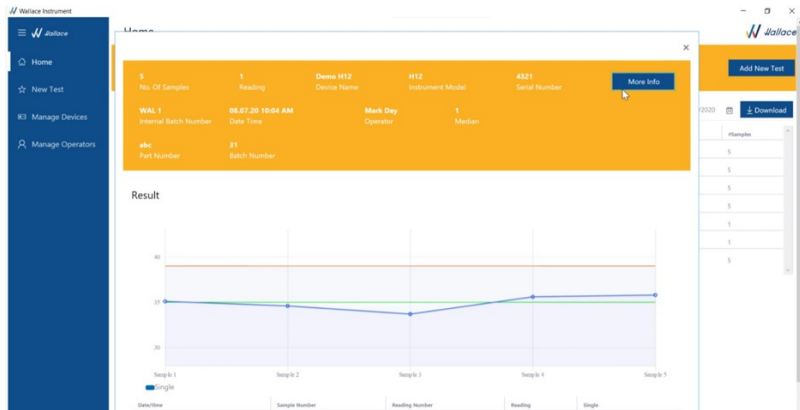 Wallace Instrument
Wallace
Home
Wallace
Home
New Test
Manage Devices
Manage Operators
Add New Test
/2020
Download
#Samples
5
5
5
5
1
1
5
5 1 Demo H12 H12 4321
No. Of Samples Reading Device Name Instrument Model Serial Number
More Info
WAL 1 08.07.20 10:04 AM Mark Dey 1
Internal Batch Number Date Time Operator Median
abc 31
Part Number Batch Number
Result
40
30
Sample 1 Sample 2 Sample 3 Sample 4 Sample 5
Single
Date/time Sample Number Reading Number Reading Single